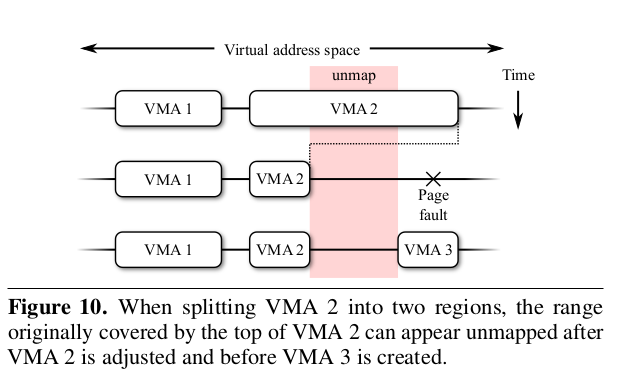 Virtual address space
unmap
Time
VMA 1
VMA 2
VMA 1
VMA 2
Page
fault
VMA 1
VMA 2
VMA 3
Figure 10. When splitting VMA 2 into two regions, the range
originally covered by the top of VMA 2 can appear unmapped after
VMA 2 is adjusted and before VMA 3 is created.